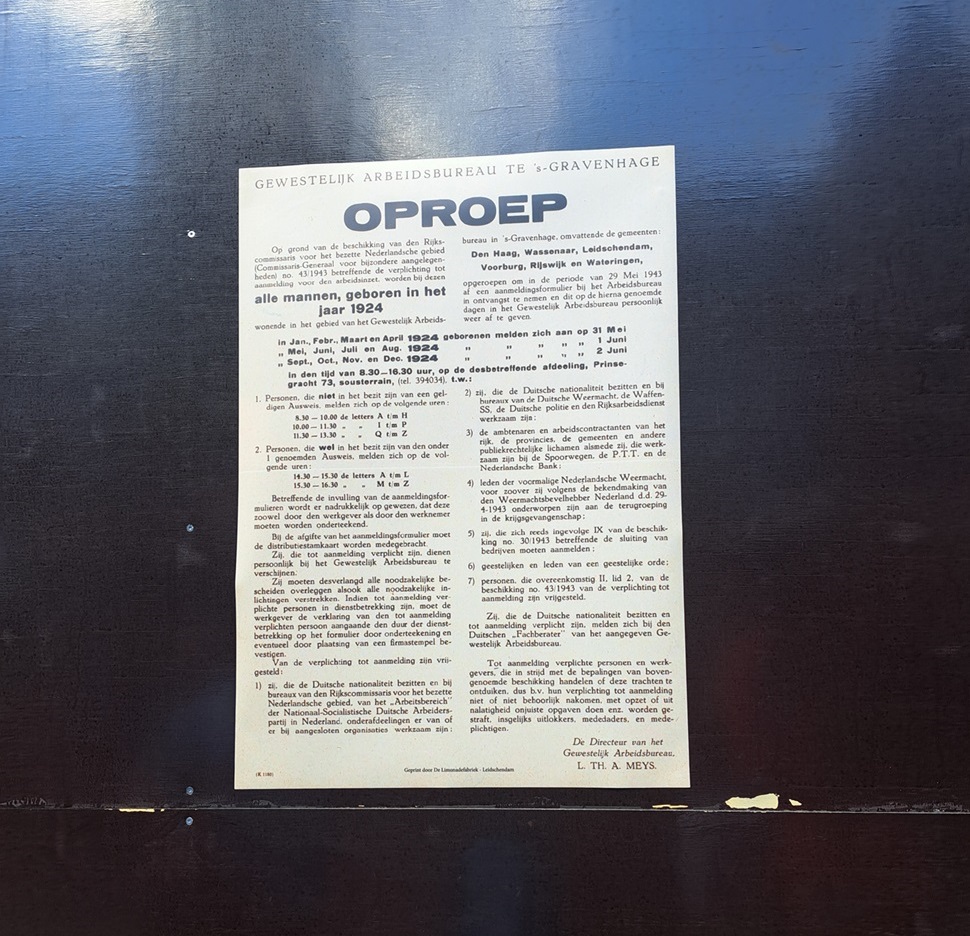 GEWESTELIJK ARBEIDSBUREAU TE 's-GRAVENHAGE
OPROEP
Op grond van de beschikking van den Rijks-
commissaris voor het bezette Nederlandsche gebied
(Commissaris-Generaal voor bijzondere aangelegen-
heden) no. 43/1943 betreffende de verplichting tot
aanmelding voor den arbeidsinzet, worden bij dezen
alle mannen, geboren in het
jaar 1924
wonende in het gebied van het Gewestelijk Arbeids-
bureau in 's-Gravenhage, omvattende de gemeenten:
Den Haag, Wassenaar, Leidschendam,
Voorburg, Rijswijk en Wateringen,
opgeroepen om in de periode van 29 Mei 1943
af een aanmeldingsformulier bij het Arbeidsbureau
in ontvangst te nemen en dit op de hierna genoemde
dagen in het Gewestelijk Arbeidsbureau persoonlijk
weer af te geven.
in Jan., Febr., Maart en April 1924 geborenen melden zich aan op 31 Mei
„ Mei, Juni, Juli en Aug. 1924 „ „ „ „ „ 1 Juni
„ Sept., Oct., Nov. en Dec. 1924 „ „ „ „ „ 2 Juni
in den tijd van 8.30—16.30 uur, op de desbetreffende afdeeling, Prinse-
gracht 73, sousterrain, (tel. 394034). t.w.:
1. Personen, die niet in het bezit zijn van een gel-
digen Ausweis, melden zich op de volgende uren:
8.30 — 10.00 de letters A t/m H
10.00 — 11.30 „ „ I t/m P
11.30 — 13.30 „ „ Q t/m Z
2. Personen, die wel in het bezit zijn van den onder
1 genoemden Ausweis, melden zich op de vol-
gende uren:
14.30 — 15.30 de letters A t/m L
15.30 — 16.30 „ „ M t/m Z
Betreffende de invulling van de aanmeldingsfor-
mulieren wordt er nadrukkelijk op gewezen, dat deze
zoowel door den werkgever als door den werknemer
moeten worden onderteekend.
Bij de afgifte van het aanmeldingsformulier moet
de distributiestamkaart worden medegebracht.
Zij, die tot aanmelding verplicht zijn, dienen
persoonlijk bij het Gewestelijk Arbeidsbureau te
verschijnen.
Zij moeten desverlangd alle noodzakelijke be-
scheiden overleggen alsook alle noodzakelijke in-
lichtingen verstrekken. Indien tot aanmelding ver-
plichte personen in dienstbetrekking zijn, moet de
werkgever de verklaring van den tot aanmelding
verplichten persoon aangaande den duur der dienst-
betrekking op het formulier door onderteekening en
eventueel door plaatsing van een firmastempel be-
vestigen.
Van de verplichting tot aanmelding zijn vrij-
gesteld:
1) zij, die de Duitsche nationaliteit bezitten en bij
bureaux van den Rijkscommissaris voor het bezette
Nederlandsche gebied, van het „Arbeitsbereich"
der Nationaal-Socialistische Duitsche Arbeiders-
partij in Nederland, onderafdeelingen er van of
er bij aangesloten organisaties werkzaam zijn;
2) zij, die de Duitsche nationaliteit bezitten en bij
bureaux van de Duitsche Weermacht, de Waffen-
SS, de Duitsche politie en den Rijksarbeidsdienst
werkzaam zijn;
3) de ambtenaren en arbeidscontractanten van het
rijk, de provincies, de gemeenten en andere
publiekrechtelijke lichamen alsmede zij, die werk-
zaam zijn bij de Spoorwegen, de P.T.T. en de
Nederlandsche Bank;
4) leden der voormalige Nederlandsche Weermacht,
voor zoover zij volgens de bekendmaking van
den Weermachtsbevelhebber Nederland d.d. 29-
4-1943 onderworpen zijn aan de terugroeping
in de krijgsgevangenschap;
5) zij, die zich reeds ingevolge IX van de beschik-
king no. 30/1943 betreffende de sluiting van
bedrijven moeten aanmelden;
6) geestelijken en leden van een geestelijke orde;
7) personen, die overeenkomstig II, lid 2, van de
beschikking no. 43/1943 van de verplichting tot
aanmelding zijn vrijgesteld.
Zij, die de Duitsche nationaliteit bezitten en
tot aanmelding verplicht zijn, melden zich bij den
Duitschen „Fachberater" van het aangegeven Ge-
westelijk Arbeidsbureau.
Tot aanmelding verplichte personen en werk-
gevers, die in strijd met de bepalingen van boven-
genoemde beschikking handelen of deze trachten te
ontduiken, dus b.v. hun verplichting tot aanmelding
niet of niet behoorlijk nakomen, met opzet of uit
nalatigheid onjuiste opgaven doen enz. worden ge-
straft, insgelijks uitlokkers, mededaders, en mede-
plichtigen.
De Directeur van het
Gewestelijk Arbeidsbureau,
L. TH. A. MEYS.
(K 1160)
Geprint door De Limonadefabriek - Leidschendam